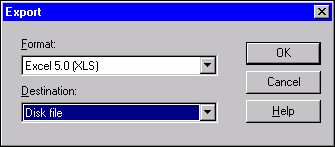 Export
Format:
Excel 5.0 (XLS)
Destination:
Disk file
OK
Cancel
Help